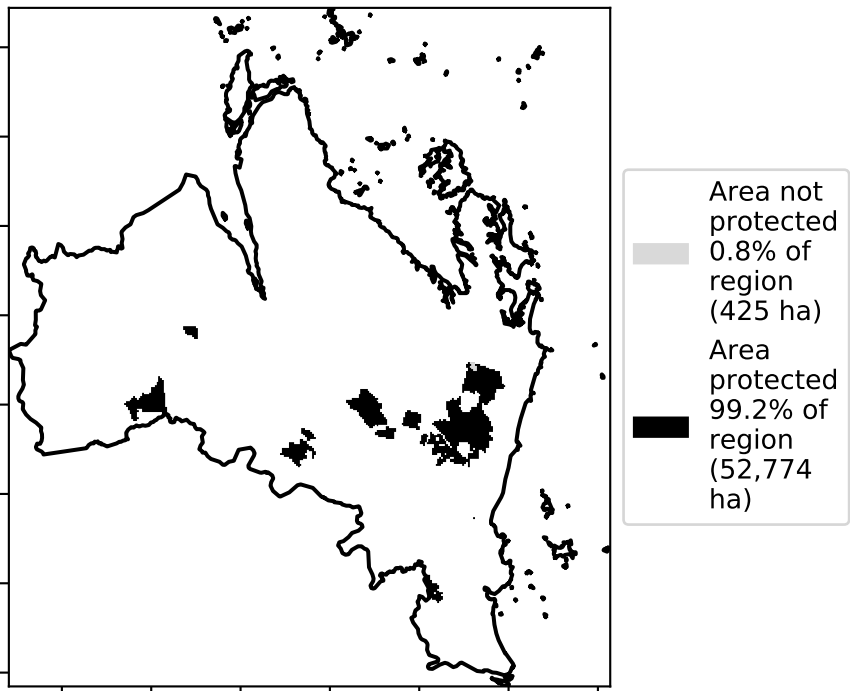 Area not
protected
0.8% of
region
(425 ha)
Area
protected
99.2% of
region
(52,774
ha)